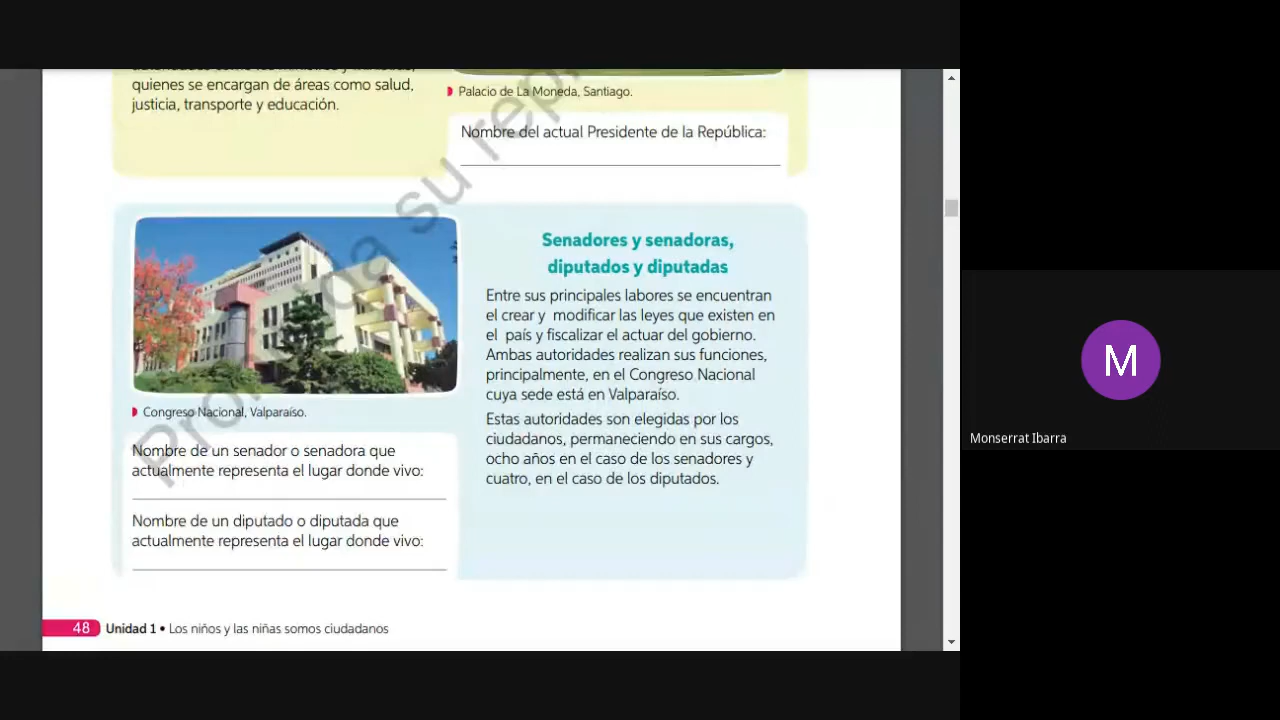 quienes se encargan de áreas como salud,
justicia, transporte y educación.
Palacio de La Moneda, Santiago.
Nombre del actual Presidente de la República:
Senadores y senadoras,
diputados y diputadas
Entre sus principales labores se encuentran
el crear y modificar las leyes que existen en
el país y fiscalizar el actuar del gobierno.
Ambas autoridades realizan sus funciones,
principalmente, en el Congreso Nacional
cuya sede está en Valparaíso.
Estas autoridades son elegidas por los
ciudadanos, permaneciendo en sus cargos,
ocho años en el caso de los senadores y
cuatro, en el caso de los diputados.
Congreso Nacional, Valparaíso.
Nombre de un senador o senadora que
actualmente representa el lugar donde vivo:
Nombre de un diputado o diputada que
actualmente representa el lugar donde vivo:
48 Unidad 1 • Los niños y las niñas somos ciudadanos
M
Monserrat Ibarra